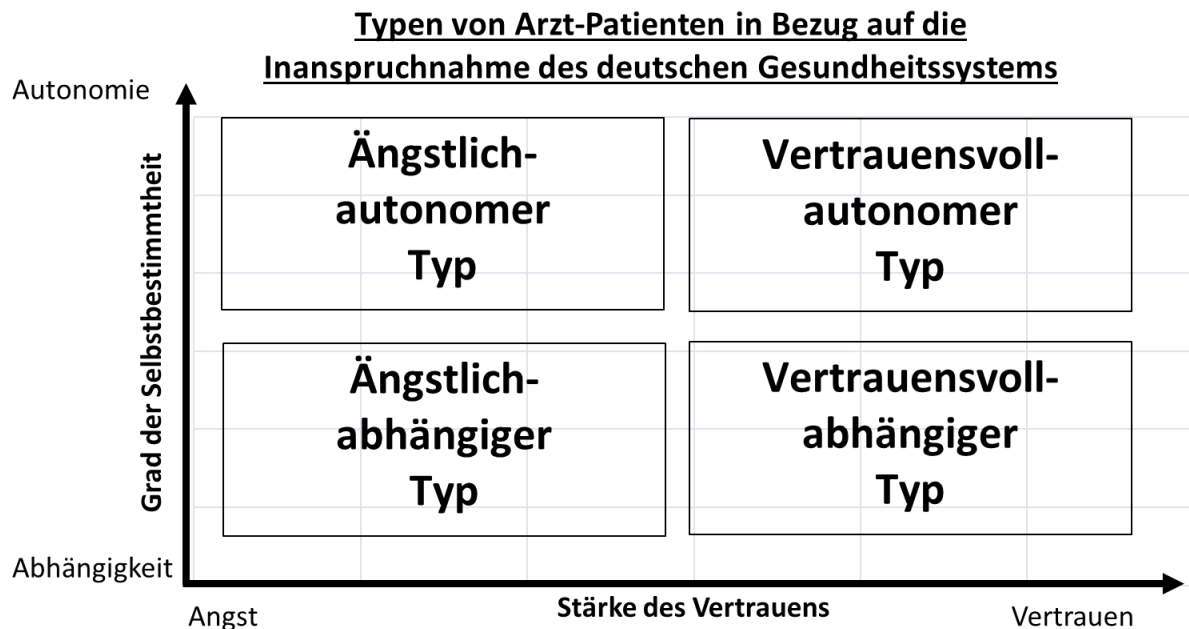 Typen von Arzt-Patienten in Bezug auf die
Inanspruchnahme des deutschen Gesundheitssystems
Autonomie
Grad der Selbstbestimmtheit
Ängstlich-
autonomer
Typ
Vertrauensvoll-
autonomer
Typ
Ängstlich-
abhängiger
Typ
Vertrauensvoll-
abhängiger
Typ
Abhängigkeit
Angst
Stärke des Vertrauens
Vertrauen